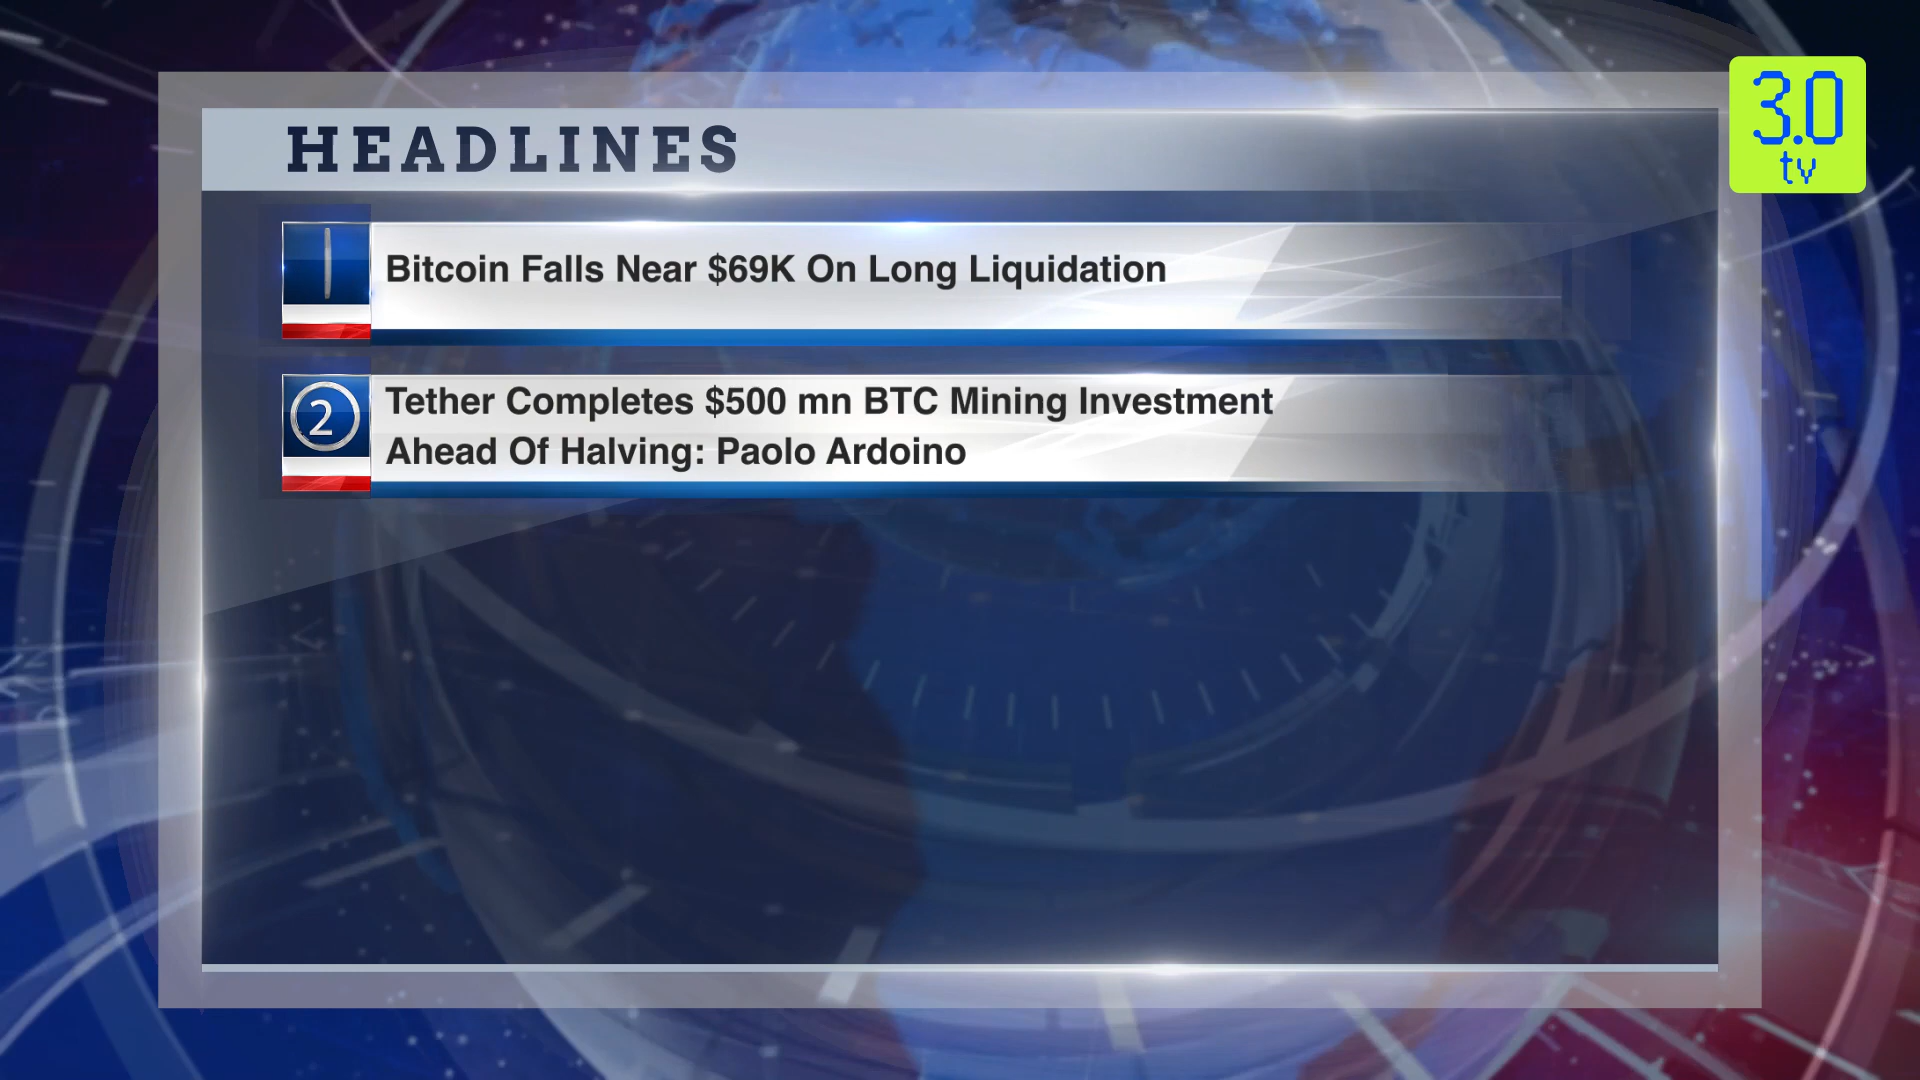 HEADLINES
3.0
tv
Bitcoin Falls Near $69K On Long Liquidation
2
Tether Completes $500 mn BTC Mining Investment
Ahead Of Halving: Paolo Ardoino